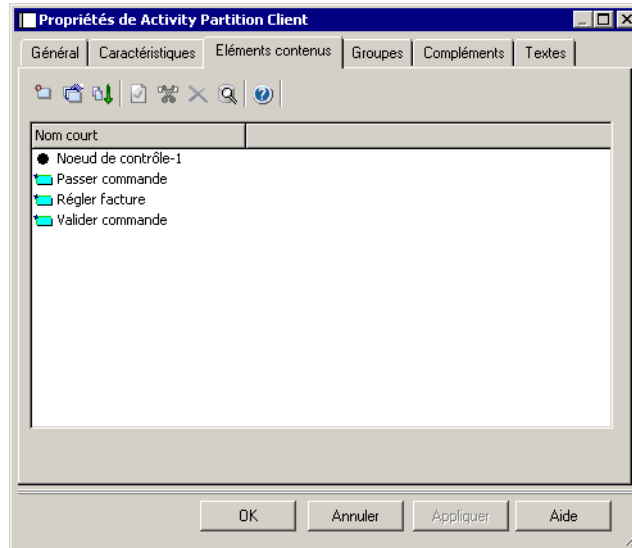 Propriétés de Activity Partition Client
Général Caractéristiques Eléments contenus Groupes Compléments Textes
Nom court
Noeud de contrôle-1
Passer commande
Régler facture
Valider commande
OK Annuler Appliquer Aide